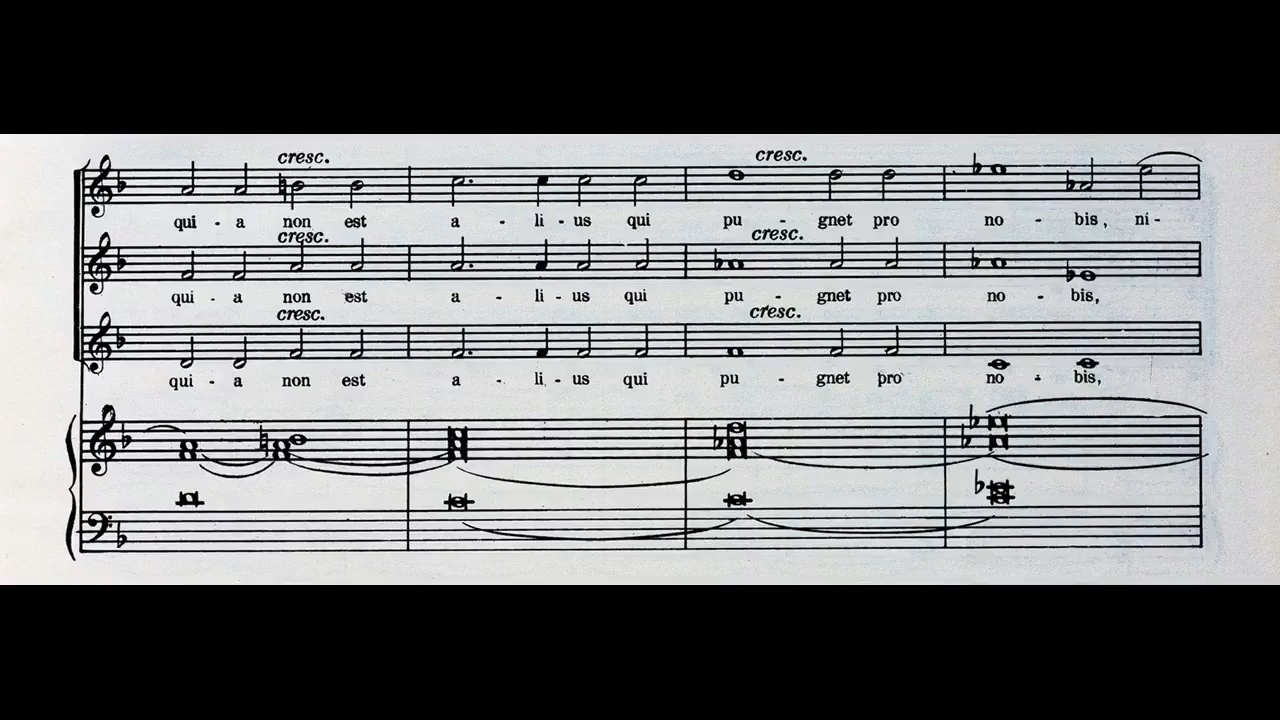 cresc.
qui - a non est a - li - us qui pu - gnet pro no - bis, ni-
cresc. cresc.
qui - a non est a - li - us qui pu - gnet pro no - bis,
cresc. cresc.
qui - a non est a - li - us qui pu - gnet pro no - bis,